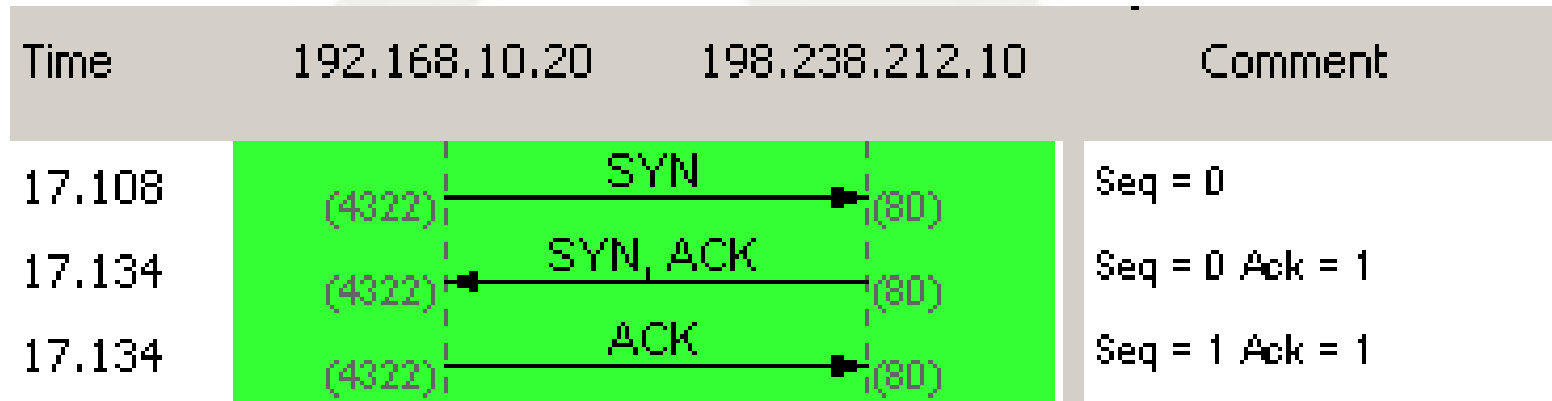 Time 192.168.10.20 198.238.212.10 Comment
17.108 (4322) SYN (80) Seq = 0
17.134 (4322) SYN, ACK (80) Seq = 0 Ack = 1
17.134 (4322) ACK (80) Seq = 1 Ack = 1